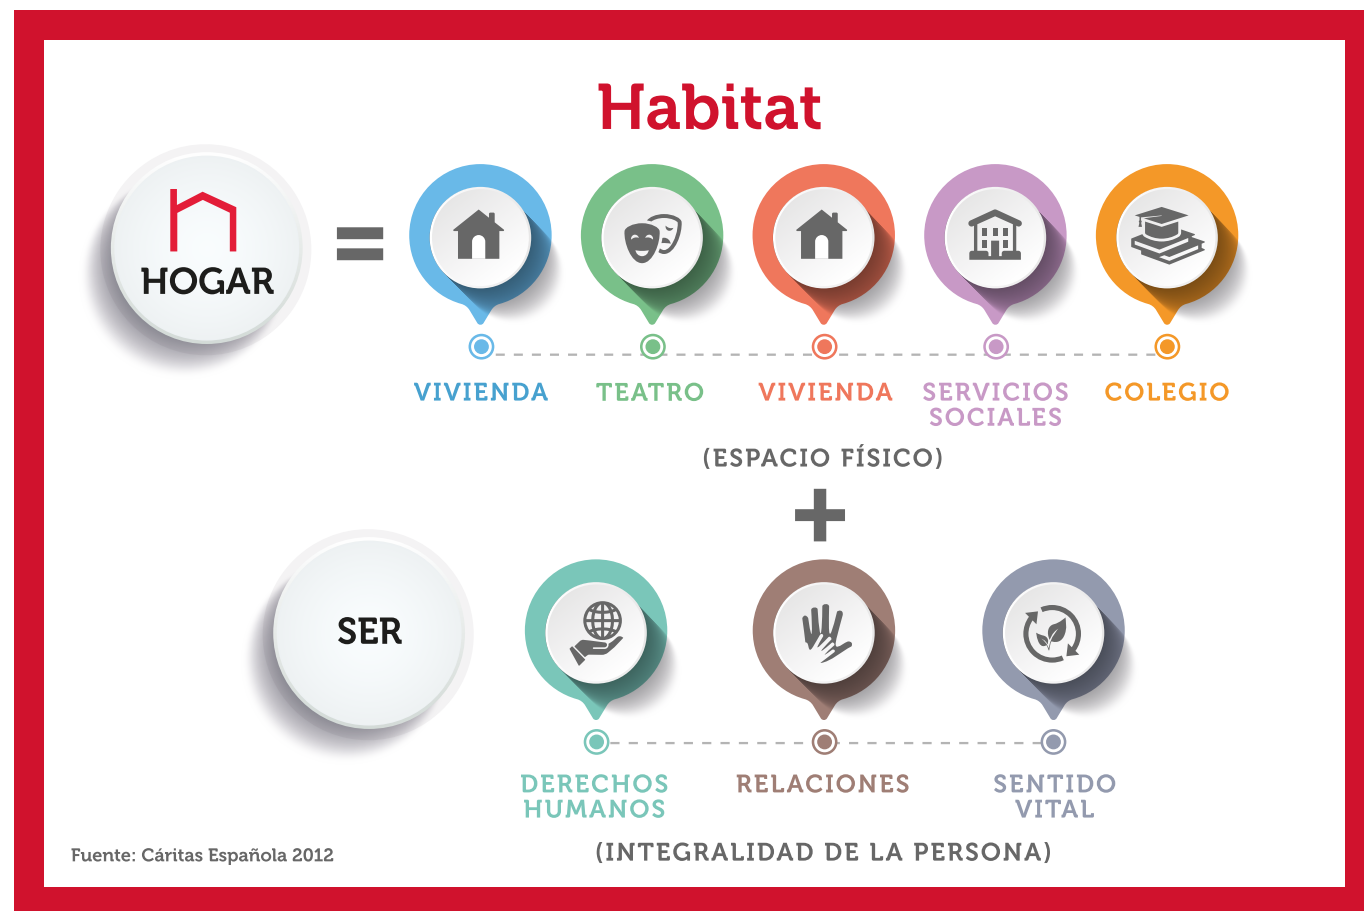 Habitat
HOGAR
=
VIVIENDA
TEATRO
VIVIENDA
SERVICIOS
SOCIALES
COLEGIO
(ESPACIO FÍSICO)
+
SER
DERECHOS
HUMANOS
RELACIONES
SENTIDO
VITAL
(INTEGRALIDAD DE LA PERSONA)
Fuente: Cáritas Española 2012